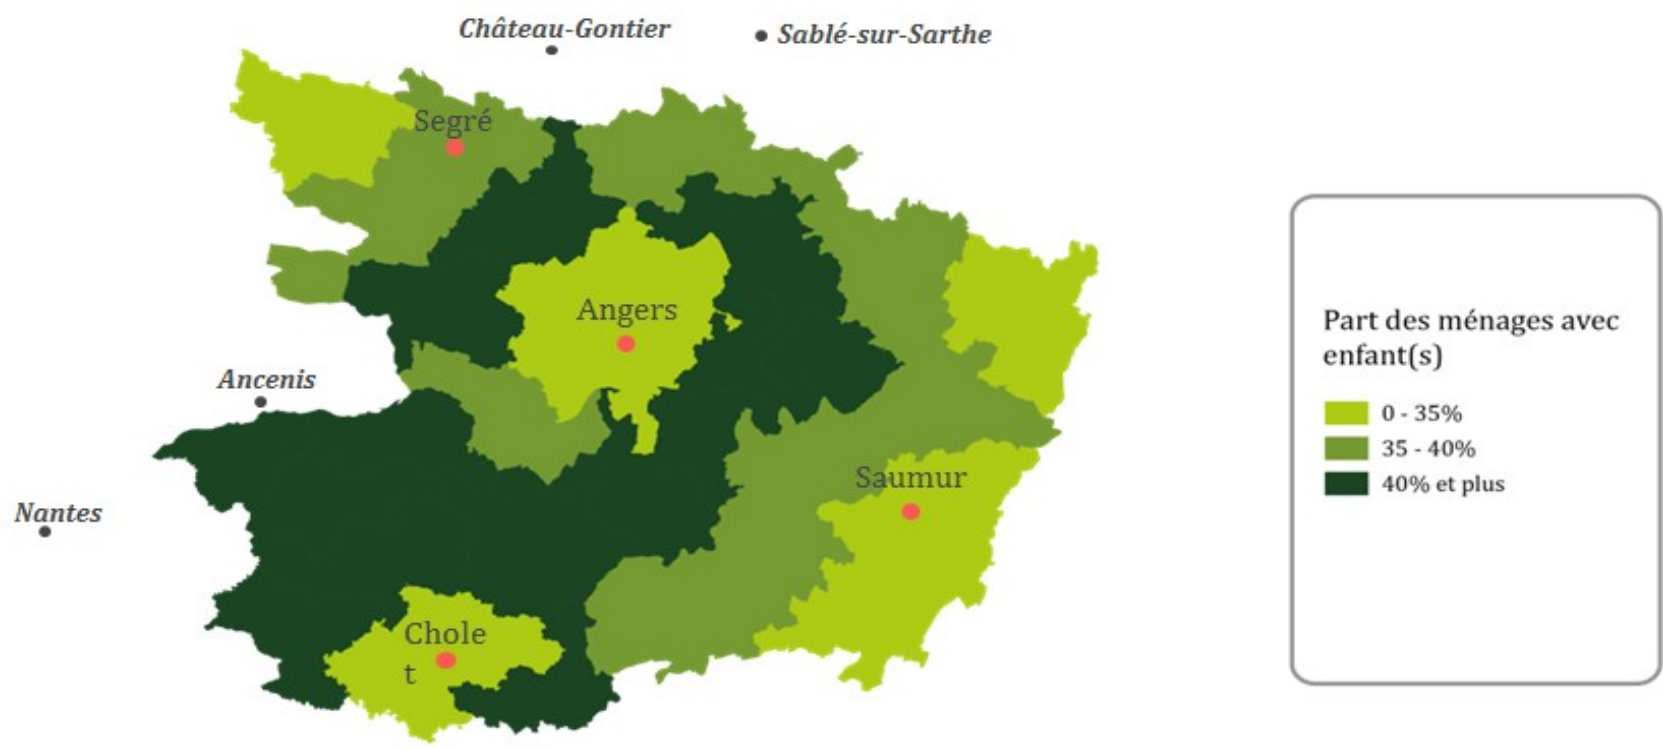 Château-Gontier
Sablé-sur-Sarthe
Segré
Angers
Ancenis
Saumur
Nantes
Chole
t
Part des ménages avec
enfant(s)
0 - 35%
35 - 40%
40% et plus